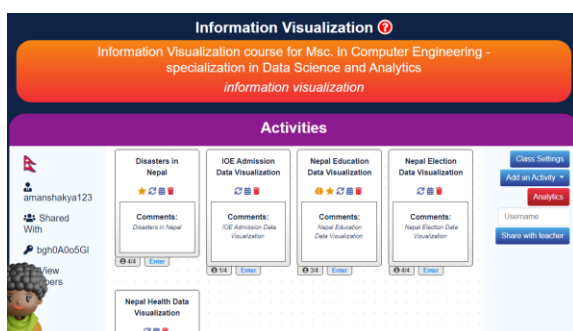 Information Visualization ?
Information Visualization course for Msc. in Computer Engineering -
specialization in Data Science and Analytics
information visualization
Activities
amanshakya123
Shared
With
bgh0A0o5Gl
View
Disasters in
Nepal
Comments:
Disasters in Nepal
4/4 Enter
IOE Admission
Data Visualization
Comments:
IOE Admission Data
Visualization
1/4 Enter
Nepal Education
Data Visualization
Comments:
Nepal Education
Data Visualization
3/4 Enter
Nepal Election
Data Visualization
Comments:
Nepal Election Data
Visualization
4/4 Enter
Nepal Health Data
Visualization
Class Settings
Add an Activity
Analytics
Username
Share with teacher